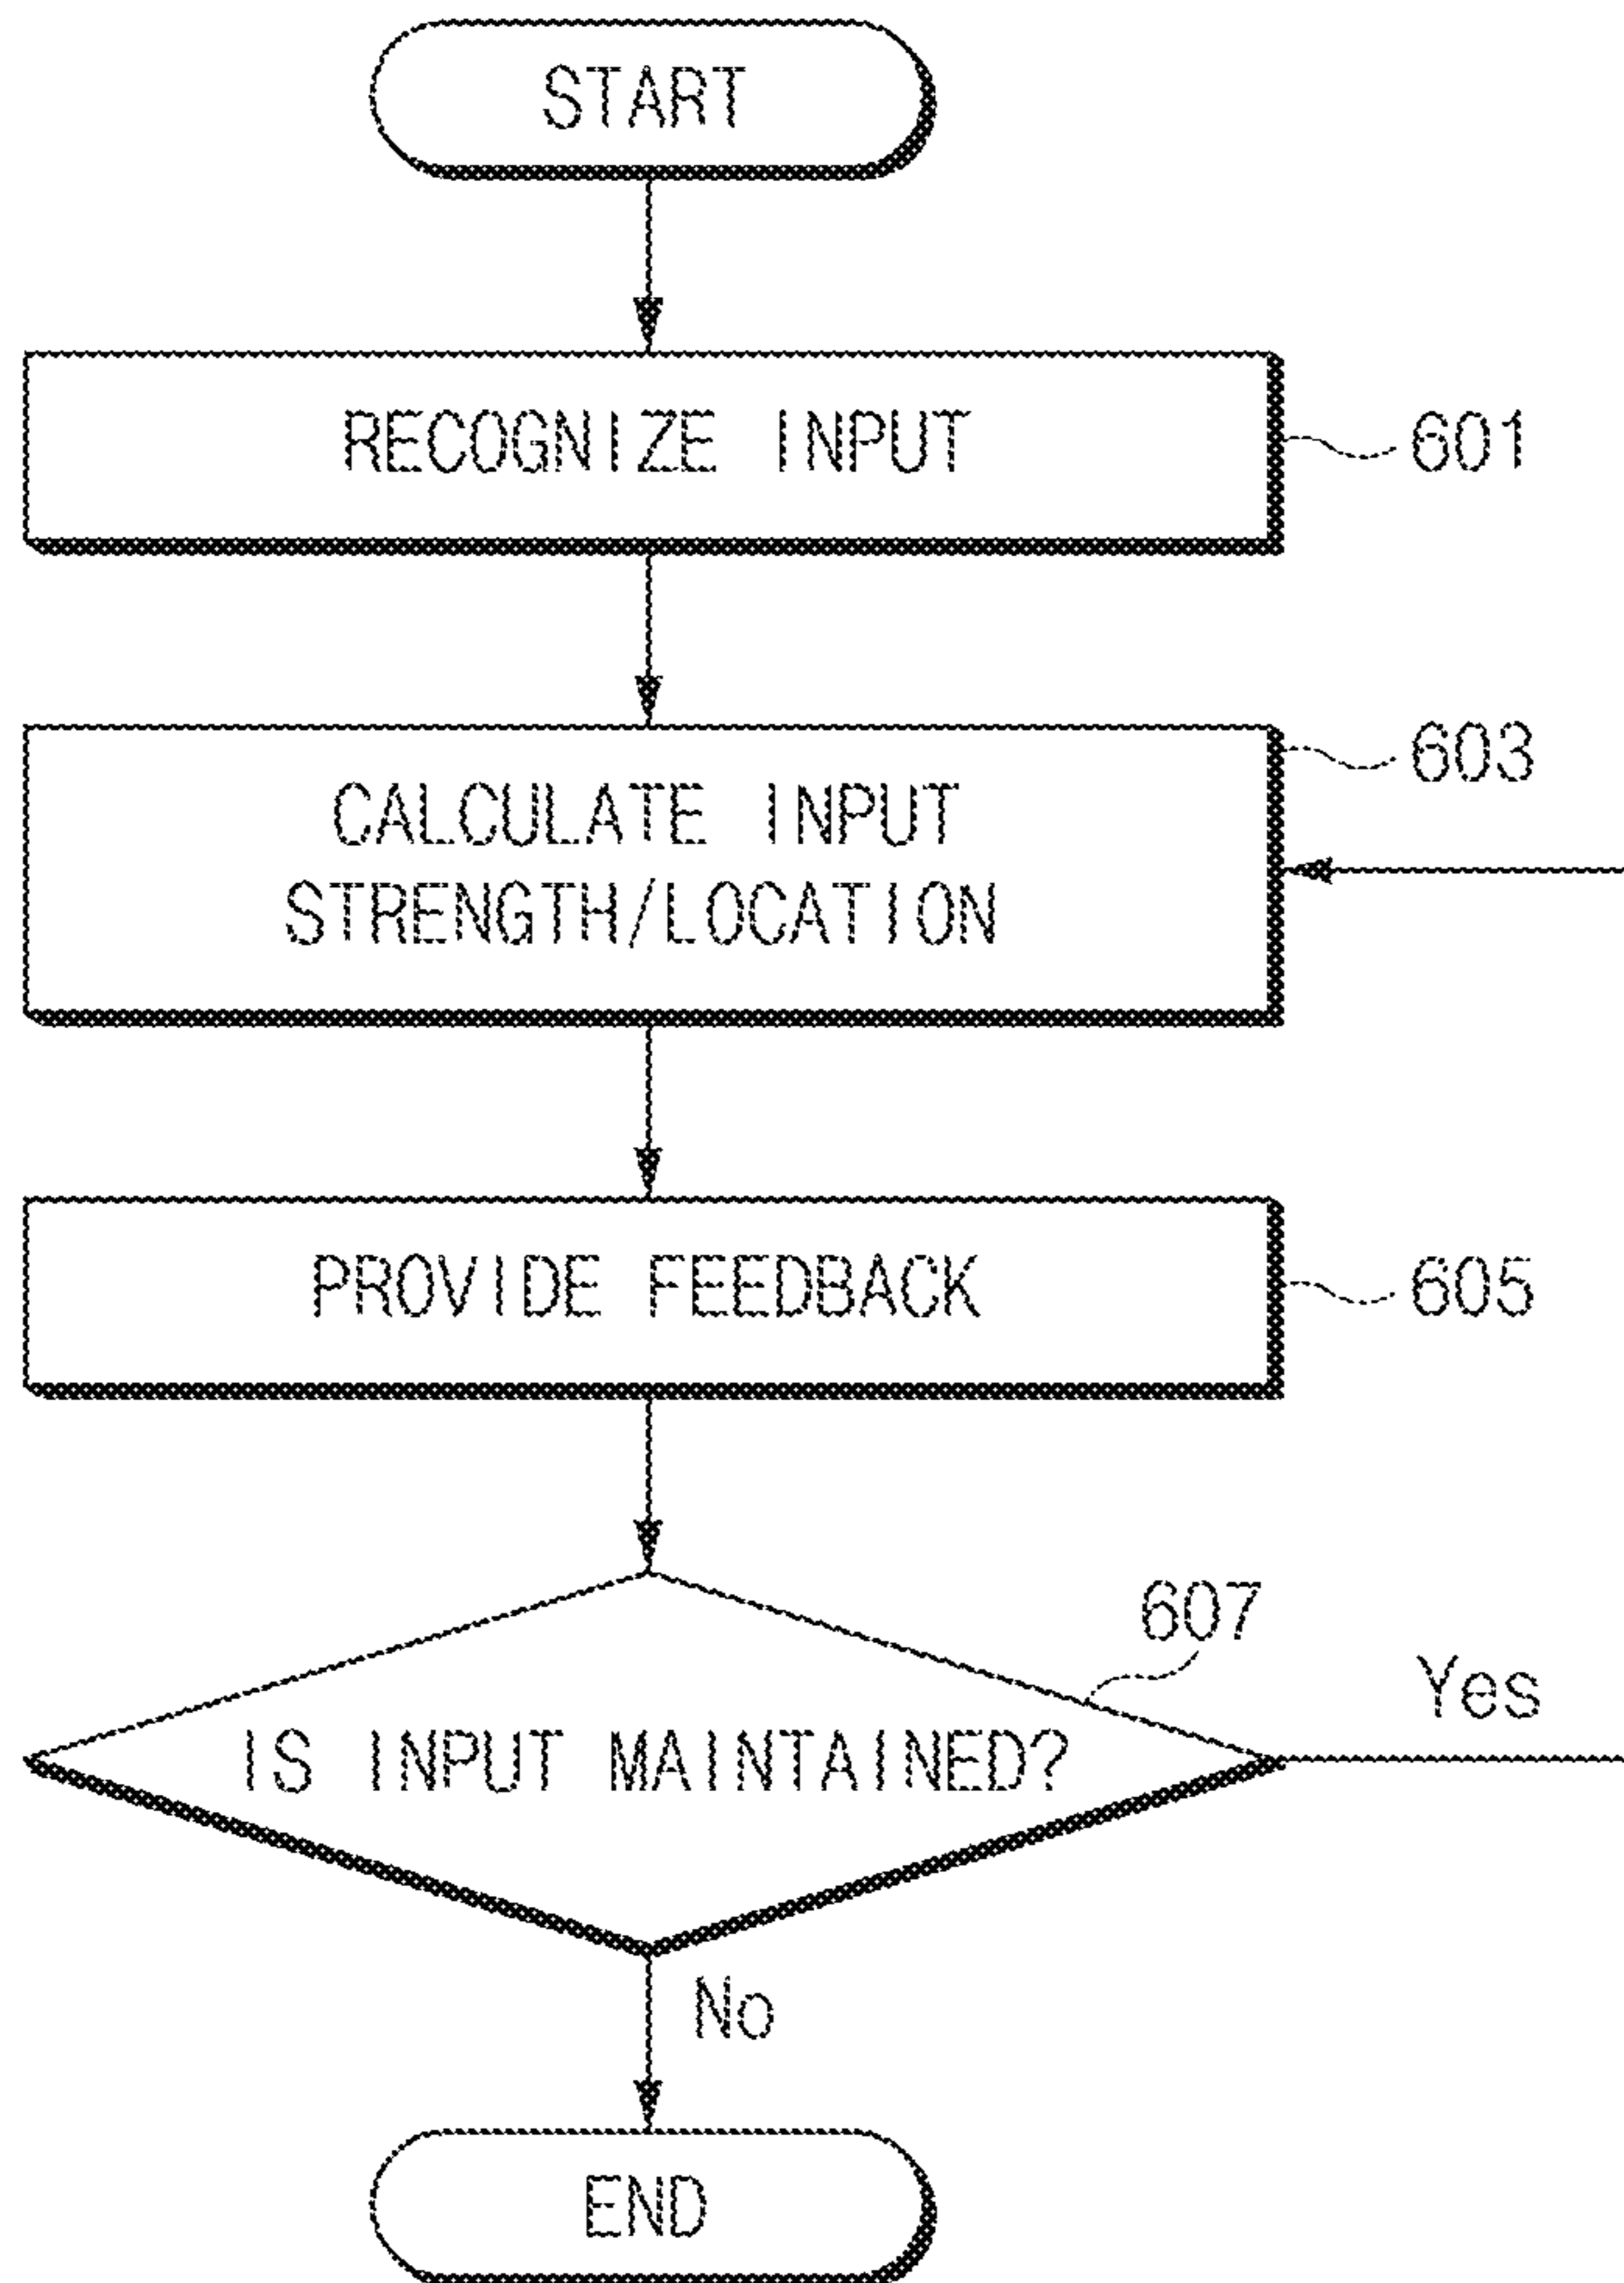 START
RECOGNIZE INPUT
601
603
CALCULATE INPUT
STRENGTH/LOCATION
PROVIDE FEEDBACK
605
607
Yes
IS INPUT MAINTAINED?
No
END